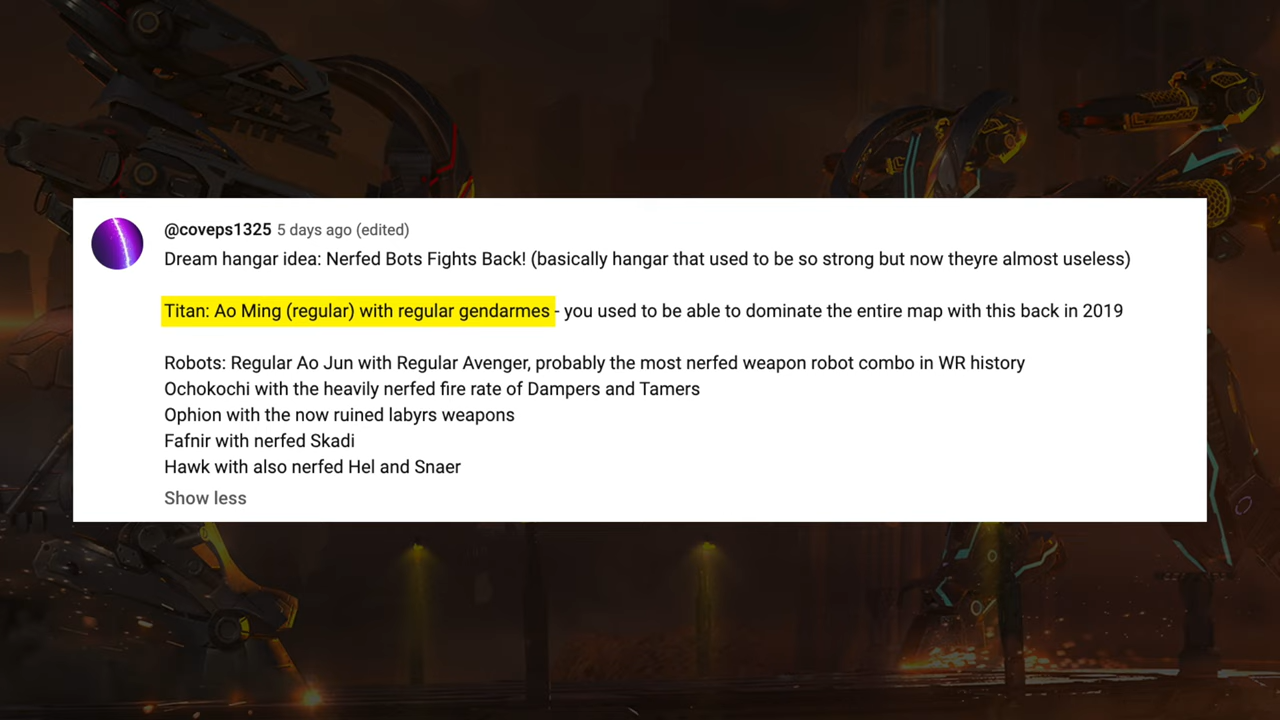 @coveps1325 5 days ago (edited)
Dream hangar idea: Nerfed Bots Fights Back! (basically hangar that used to be so strong but now theyre almost useless)
Titan: Ao Ming (regular) with regular gendarmes - you used to be able to dominate the entire map with this back in 2019
Robots: Regular Ao Jun with Regular Avenger, probably the most nerfed weapon robot combo in WR history
Ochokochi with the heavily nerfed fire rate of Dampers and Tamers
Ophion with the now ruined labyrs weapons
Fafnir with nerfed Skadi
Hawk with also nerfed Hel and Snaer
Show less